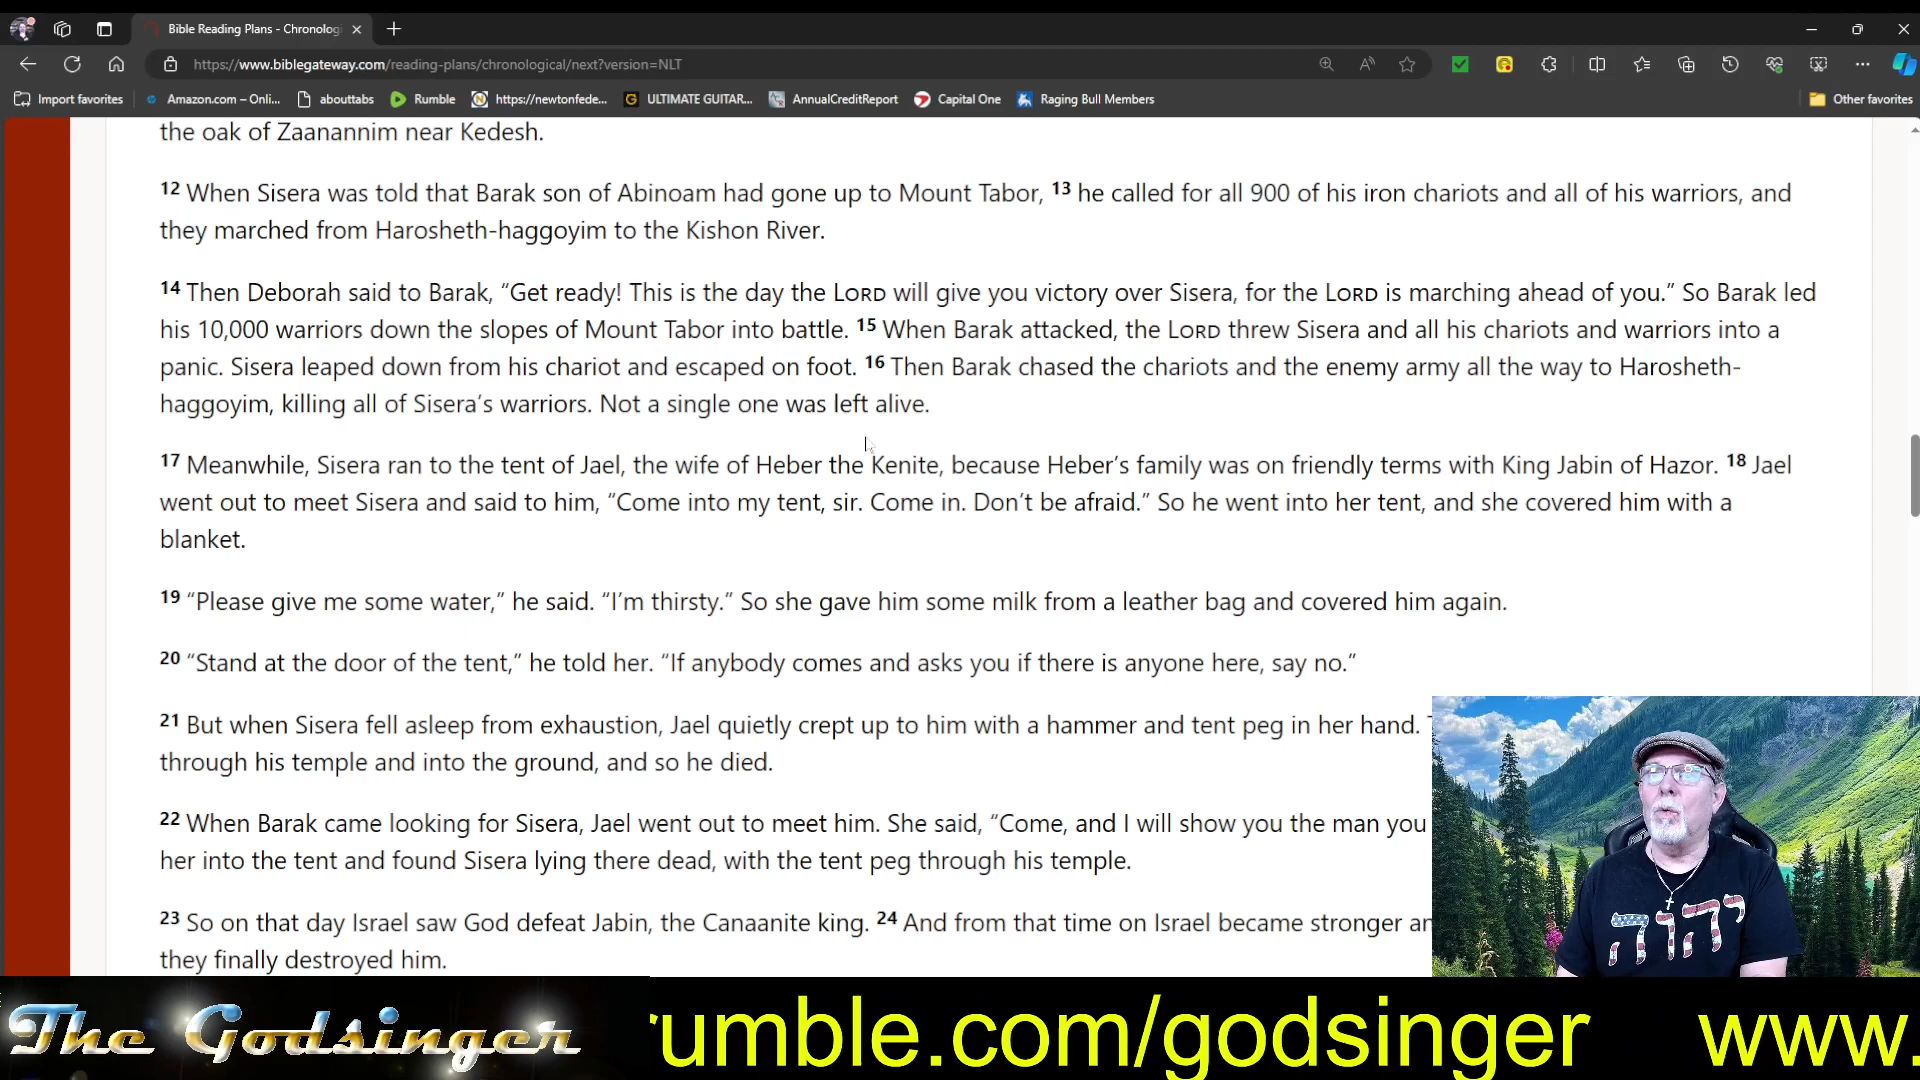 Bible Reading Plans - Chronologi
https://www.biblegateway.com/reading-plans/chronological/next?version=NLT
Import favorites Amazon.com – Onli... abouttabs Rumble https://newtonfede... ULTIMATE GUITAR... AnnualCreditReport Capital One Raging Bull Members Other favorites
the oak of Zaanannim near Kedesh.
12 When Sisera was told that Barak son of Abinoam had gone up to Mount Tabor, 13 he called for all 900 of his iron chariots and all of his warriors, and
they marched from Harosheth-haggoyim to the Kishon River.
14 Then Deborah said to Barak, “Get ready! This is the day the LORD will give you victory over Sisera, for the LORD is marching ahead of you.” So Barak led
his 10,000 warriors down the slopes of Mount Tabor into battle. 15 When Barak attacked, the LORD threw Sisera and all his chariots and warriors into a
panic. Sisera leaped down from his chariot and escaped on foot. 16 Then Barak chased the chariots and the enemy army all the way to Harosheth-
haggoyim, killing all of Sisera’s warriors. Not a single one was left alive.
17 Meanwhile, Sisera ran to the tent of Jael, the wife of Heber the Kenite, because Heber’s family was on friendly terms with King Jabin of Hazor. 18 Jael
went out to meet Sisera and said to him, “Come into my tent, sir. Come in. Don’t be afraid.” So he went into her tent, and she covered him with a
blanket.
19 “Please give me some water,” he said. “I’m thirsty.” So she gave him some milk from a leather bag and covered him again.
20 “Stand at the door of the tent,” he told her. “If anybody comes and asks you if there is anyone here, say no.”
21 But when Sisera fell asleep from exhaustion, Jael quietly crept up to him with a hammer and tent peg in her hand.
through his temple and into the ground, and so he died.
22 When Barak came looking for Sisera, Jael went out to meet him. She said, “Come, and I will show you the man you
her into the tent and found Sisera lying there dead, with the tent peg through his temple.
23 So on that day Israel saw God defeat Jabin, the Canaanite king. 24 And from that time on Israel became stronger
they finally destroyed him.
יהוה
The Godsinger
rumble.com/godsinger www.